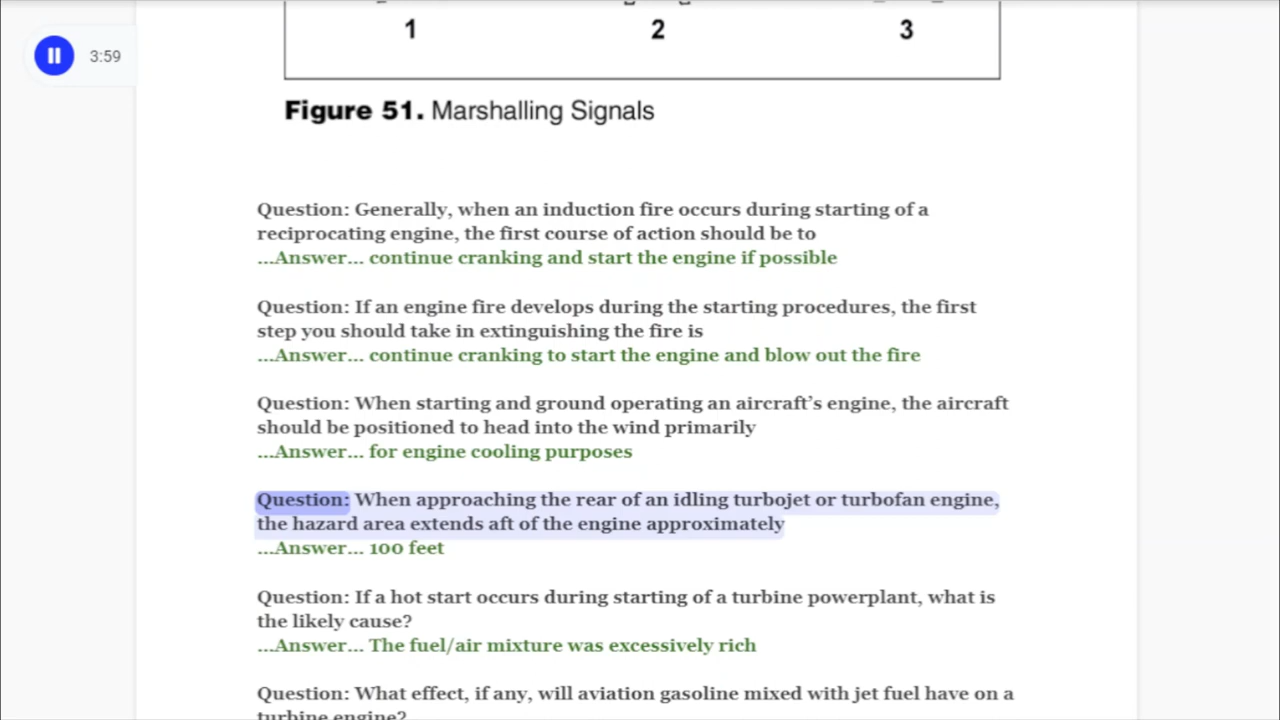 1 2 3
3:59
Figure 51. Marshalling Signals
Question: Generally, when an induction fire occurs during starting of a
reciprocating engine, the first course of action should be to
...Answer... continue cranking and start the engine if possible
Question: If an engine fire develops during the starting procedures, the first
step you should take in extinguishing the fire is
...Answer... continue cranking to start the engine and blow out the fire
Question: When starting and ground operating an aircraft’s engine, the aircraft
should be positioned to head into the wind primarily
...Answer... for engine cooling purposes
Question: When approaching the rear of an idling turbojet or turbofan engine,
the hazard area extends aft of the engine approximately
...Answer... 100 feet
Question: If a hot start occurs during starting of a turbine powerplant, what is
the likely cause?
...Answer... The fuel/air mixture was excessively rich
Question: What effect, if any, will aviation gasoline mixed with jet fuel have on a
turbine engine?